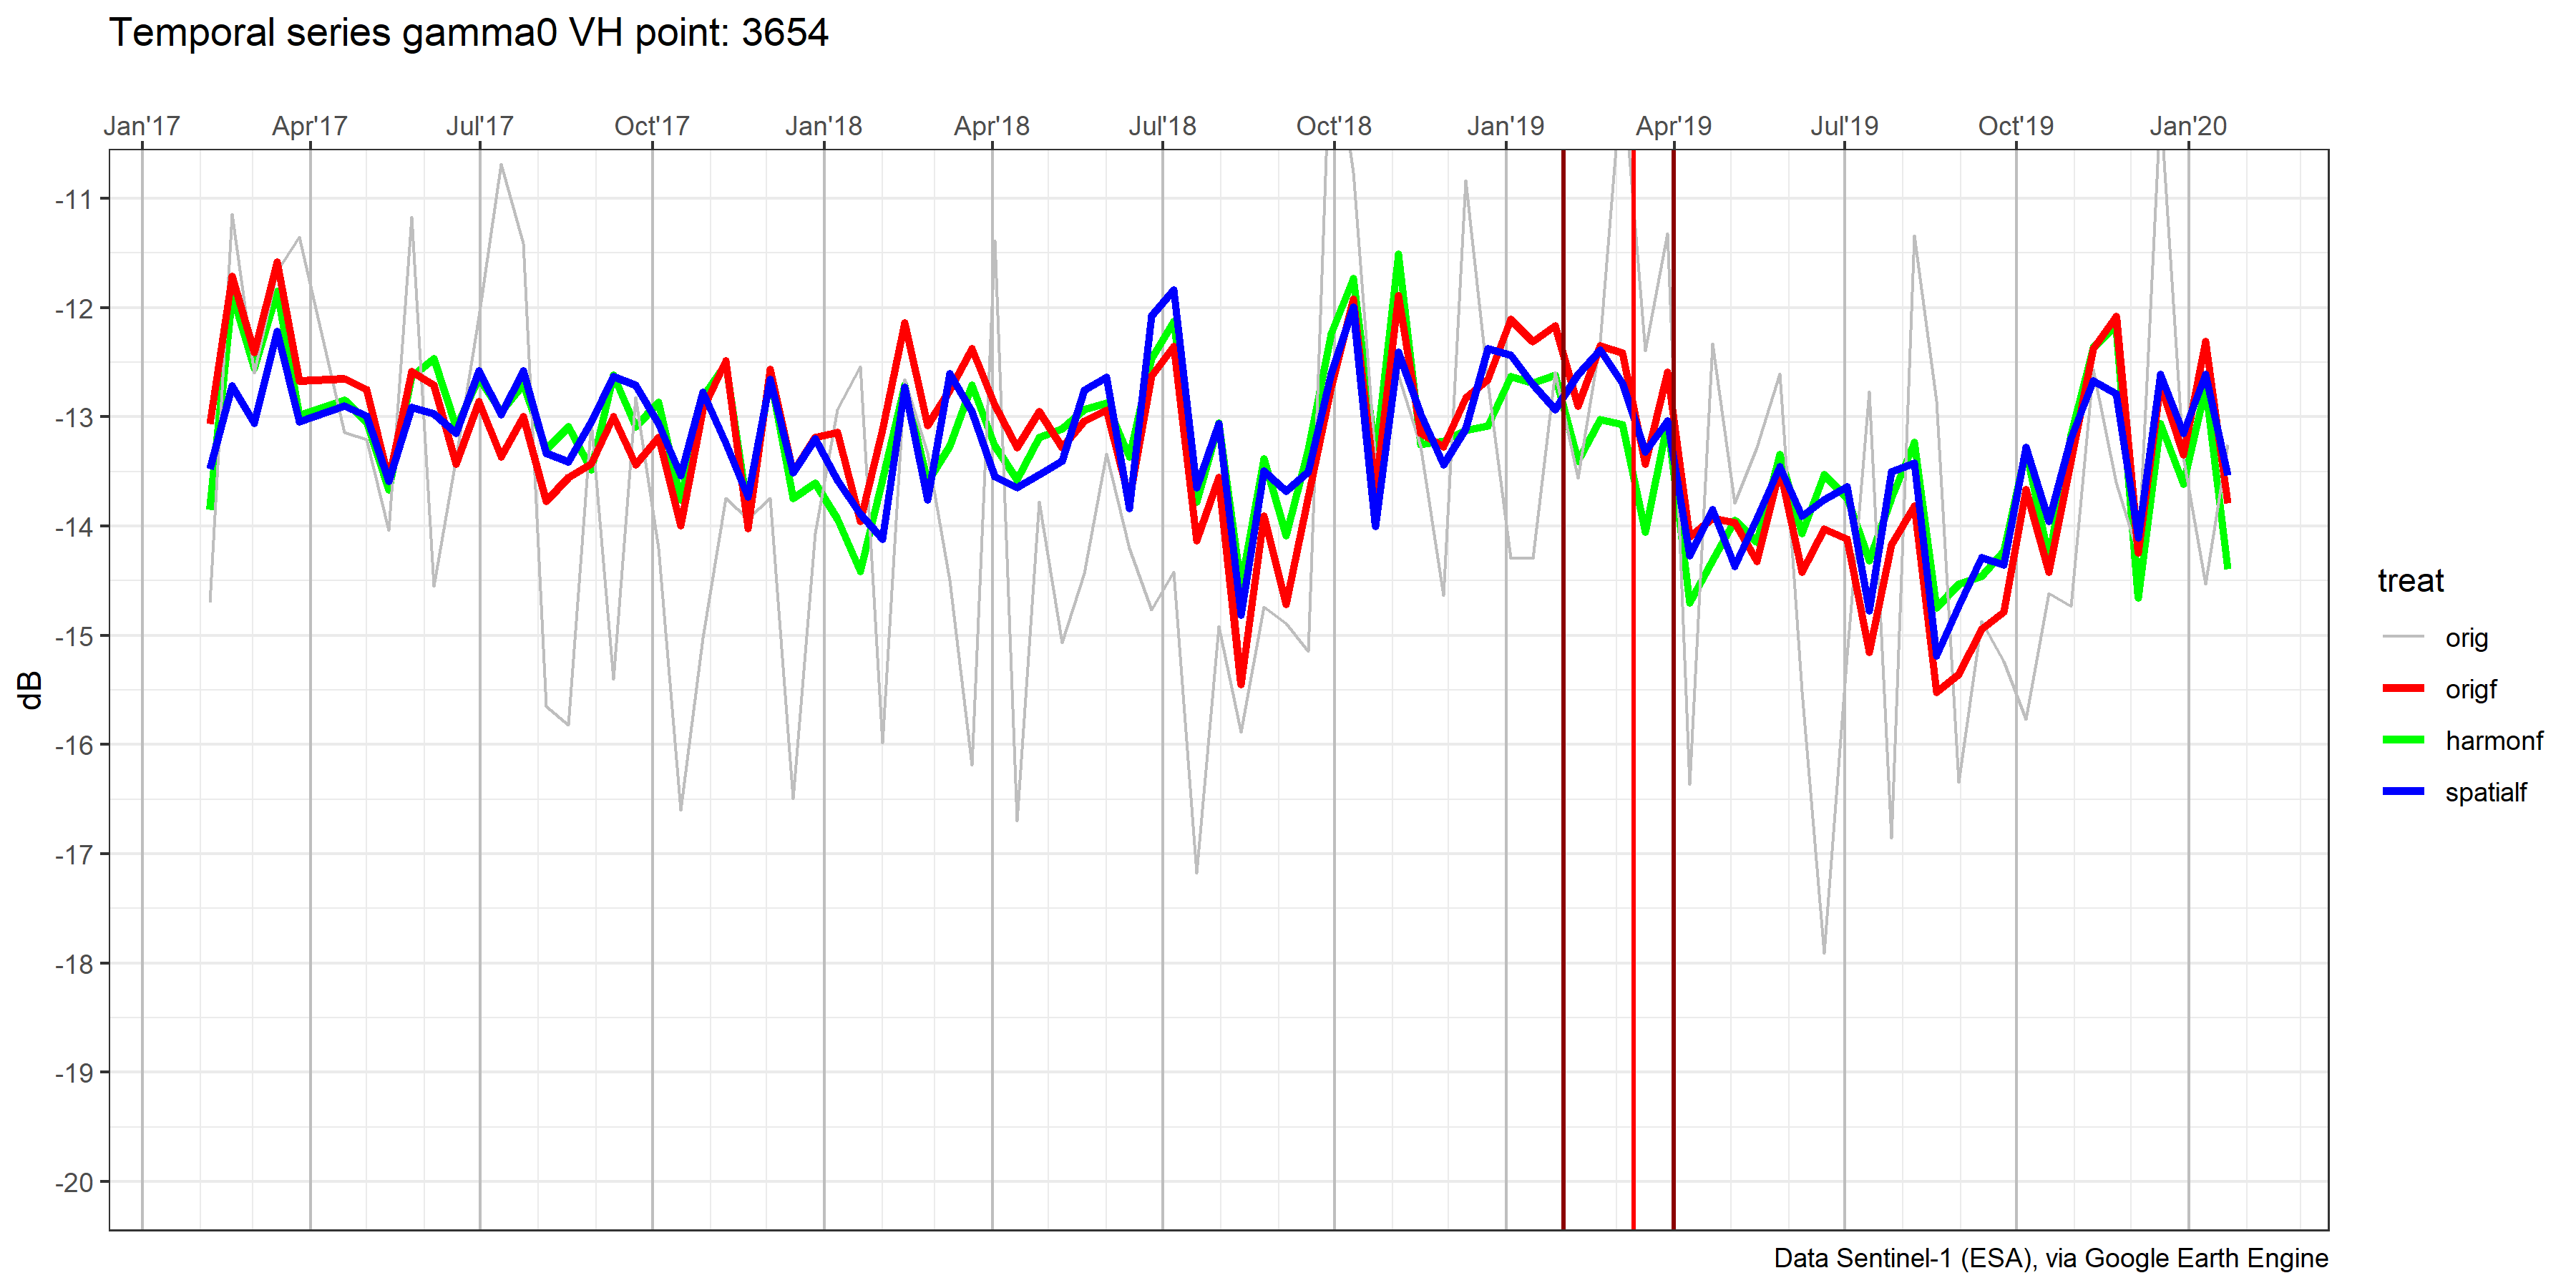 Temporal series gamma0 VH point: 3654
Jan'17 Apr'17 Jul'17 Oct'17 Jan'18 Apr'18 Jul'18 Oct'18 Jan'19 Apr'19 Jul'19 Oct'19 Jan'20
-11
-12
-13
-14
-15
-16
-17
-18
-19
-20
dB
treat
orig
origf
harmonf
spatialf
Data Sentinel-1 (ESA), via Google Earth Engine